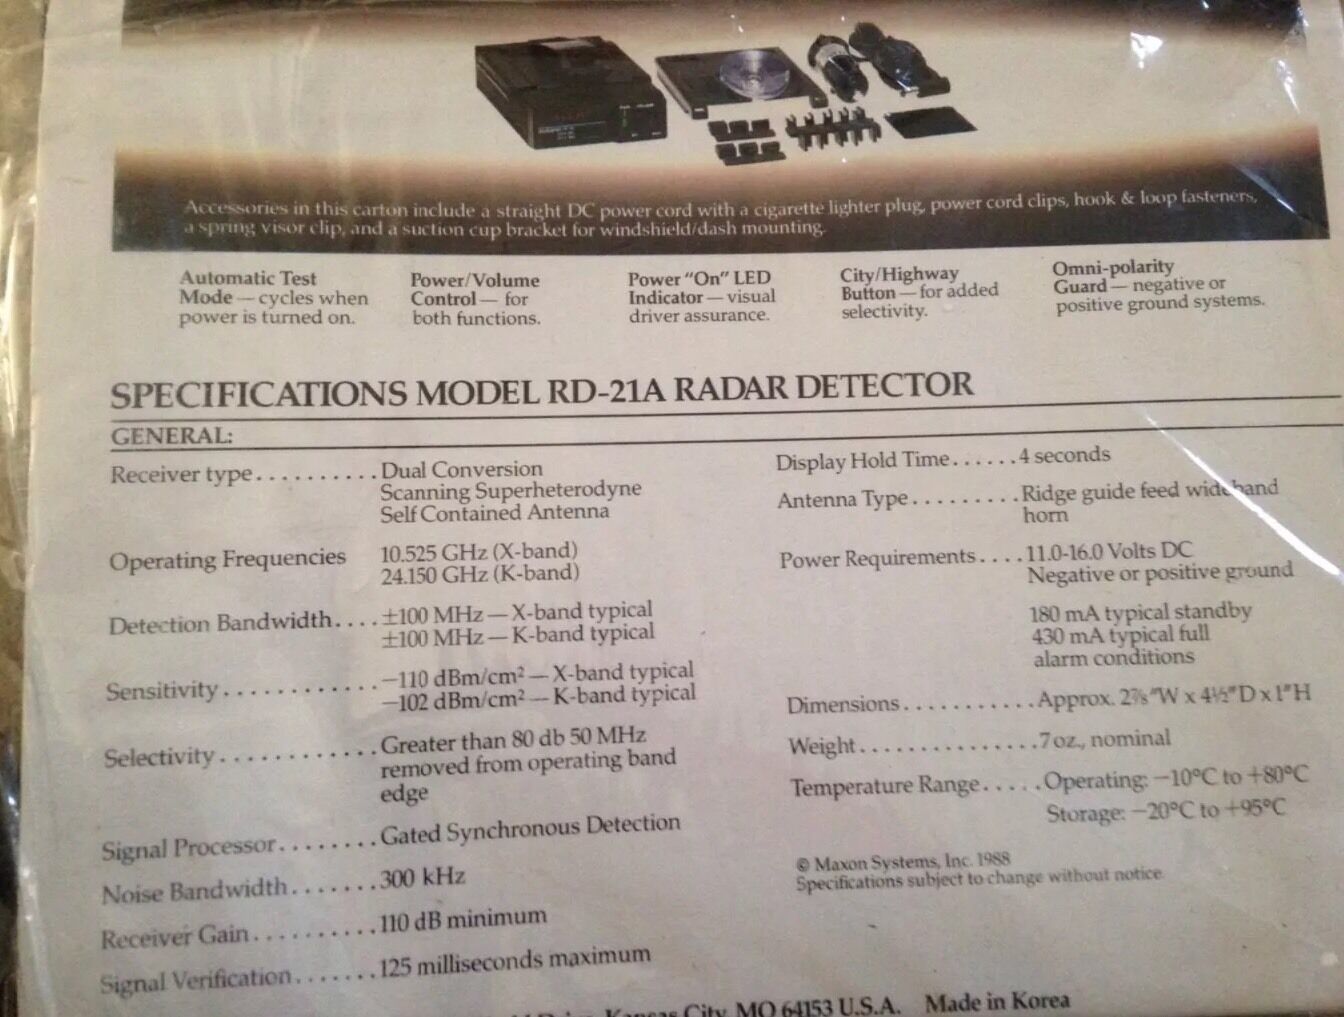 Accessories in this carton include a straight DC power cord with a cigarette lighter plug, power cord clips, hook & loop fasteners,
a spring visor clip, and a suction cup bracket for windshield/dash mounting.
Automatic Test
Mode — cycles when
power is turned on.
Power/Volume
Control — for
both functions.
Power "On" LED
Indicator — visual
driver assurance.
City/Highway
Button — for added
selectivity.
Omni-polarity
Guard — negative or
positive ground systems.
SPECIFICATIONS MODEL RD-21A RADAR DETECTOR
GENERAL:
Receiver type..........Dual Conversion
Scanning Superheterodyne
Self Contained Antenna
Operating Frequencies 10.525 GHz (X-band)
24.150 GHz (K-band)
Detection Bandwidth....±100 MHz — X-band typical
±100 MHz — K-band typical
Sensitivity............−110 dBm/cm² — X-band typical
−102 dBm/cm² — K-band typical
Selectivity............Greater than 80 db 50 MHz
removed from operating band
edge
Signal Processor........Gated Synchronous Detection
Noise Bandwidth.......300 kHz
Receiver Gain..........110 dB minimum
Signal Verification.......125 milliseconds maximum
Display Hold Time......4 seconds
Antenna Type.........Ridge guide feed wideband
horn
Power Requirements....11.0-16.0 Volts DC
Negative or positive ground
180 mA typical standby
430 mA typical full
alarm conditions
Dimensions...........Approx. 2⅞"W x 4½"D x 1"H
Weight...............7 oz., nominal
Temperature Range.....Operating: −10°C to +80°C
Storage: −20°C to +95°C
© Maxon Systems, Inc. 1988
Specifications subject to change without notice.
Drive, Kansas City, MO 64153 U.S.A. Made in Korea